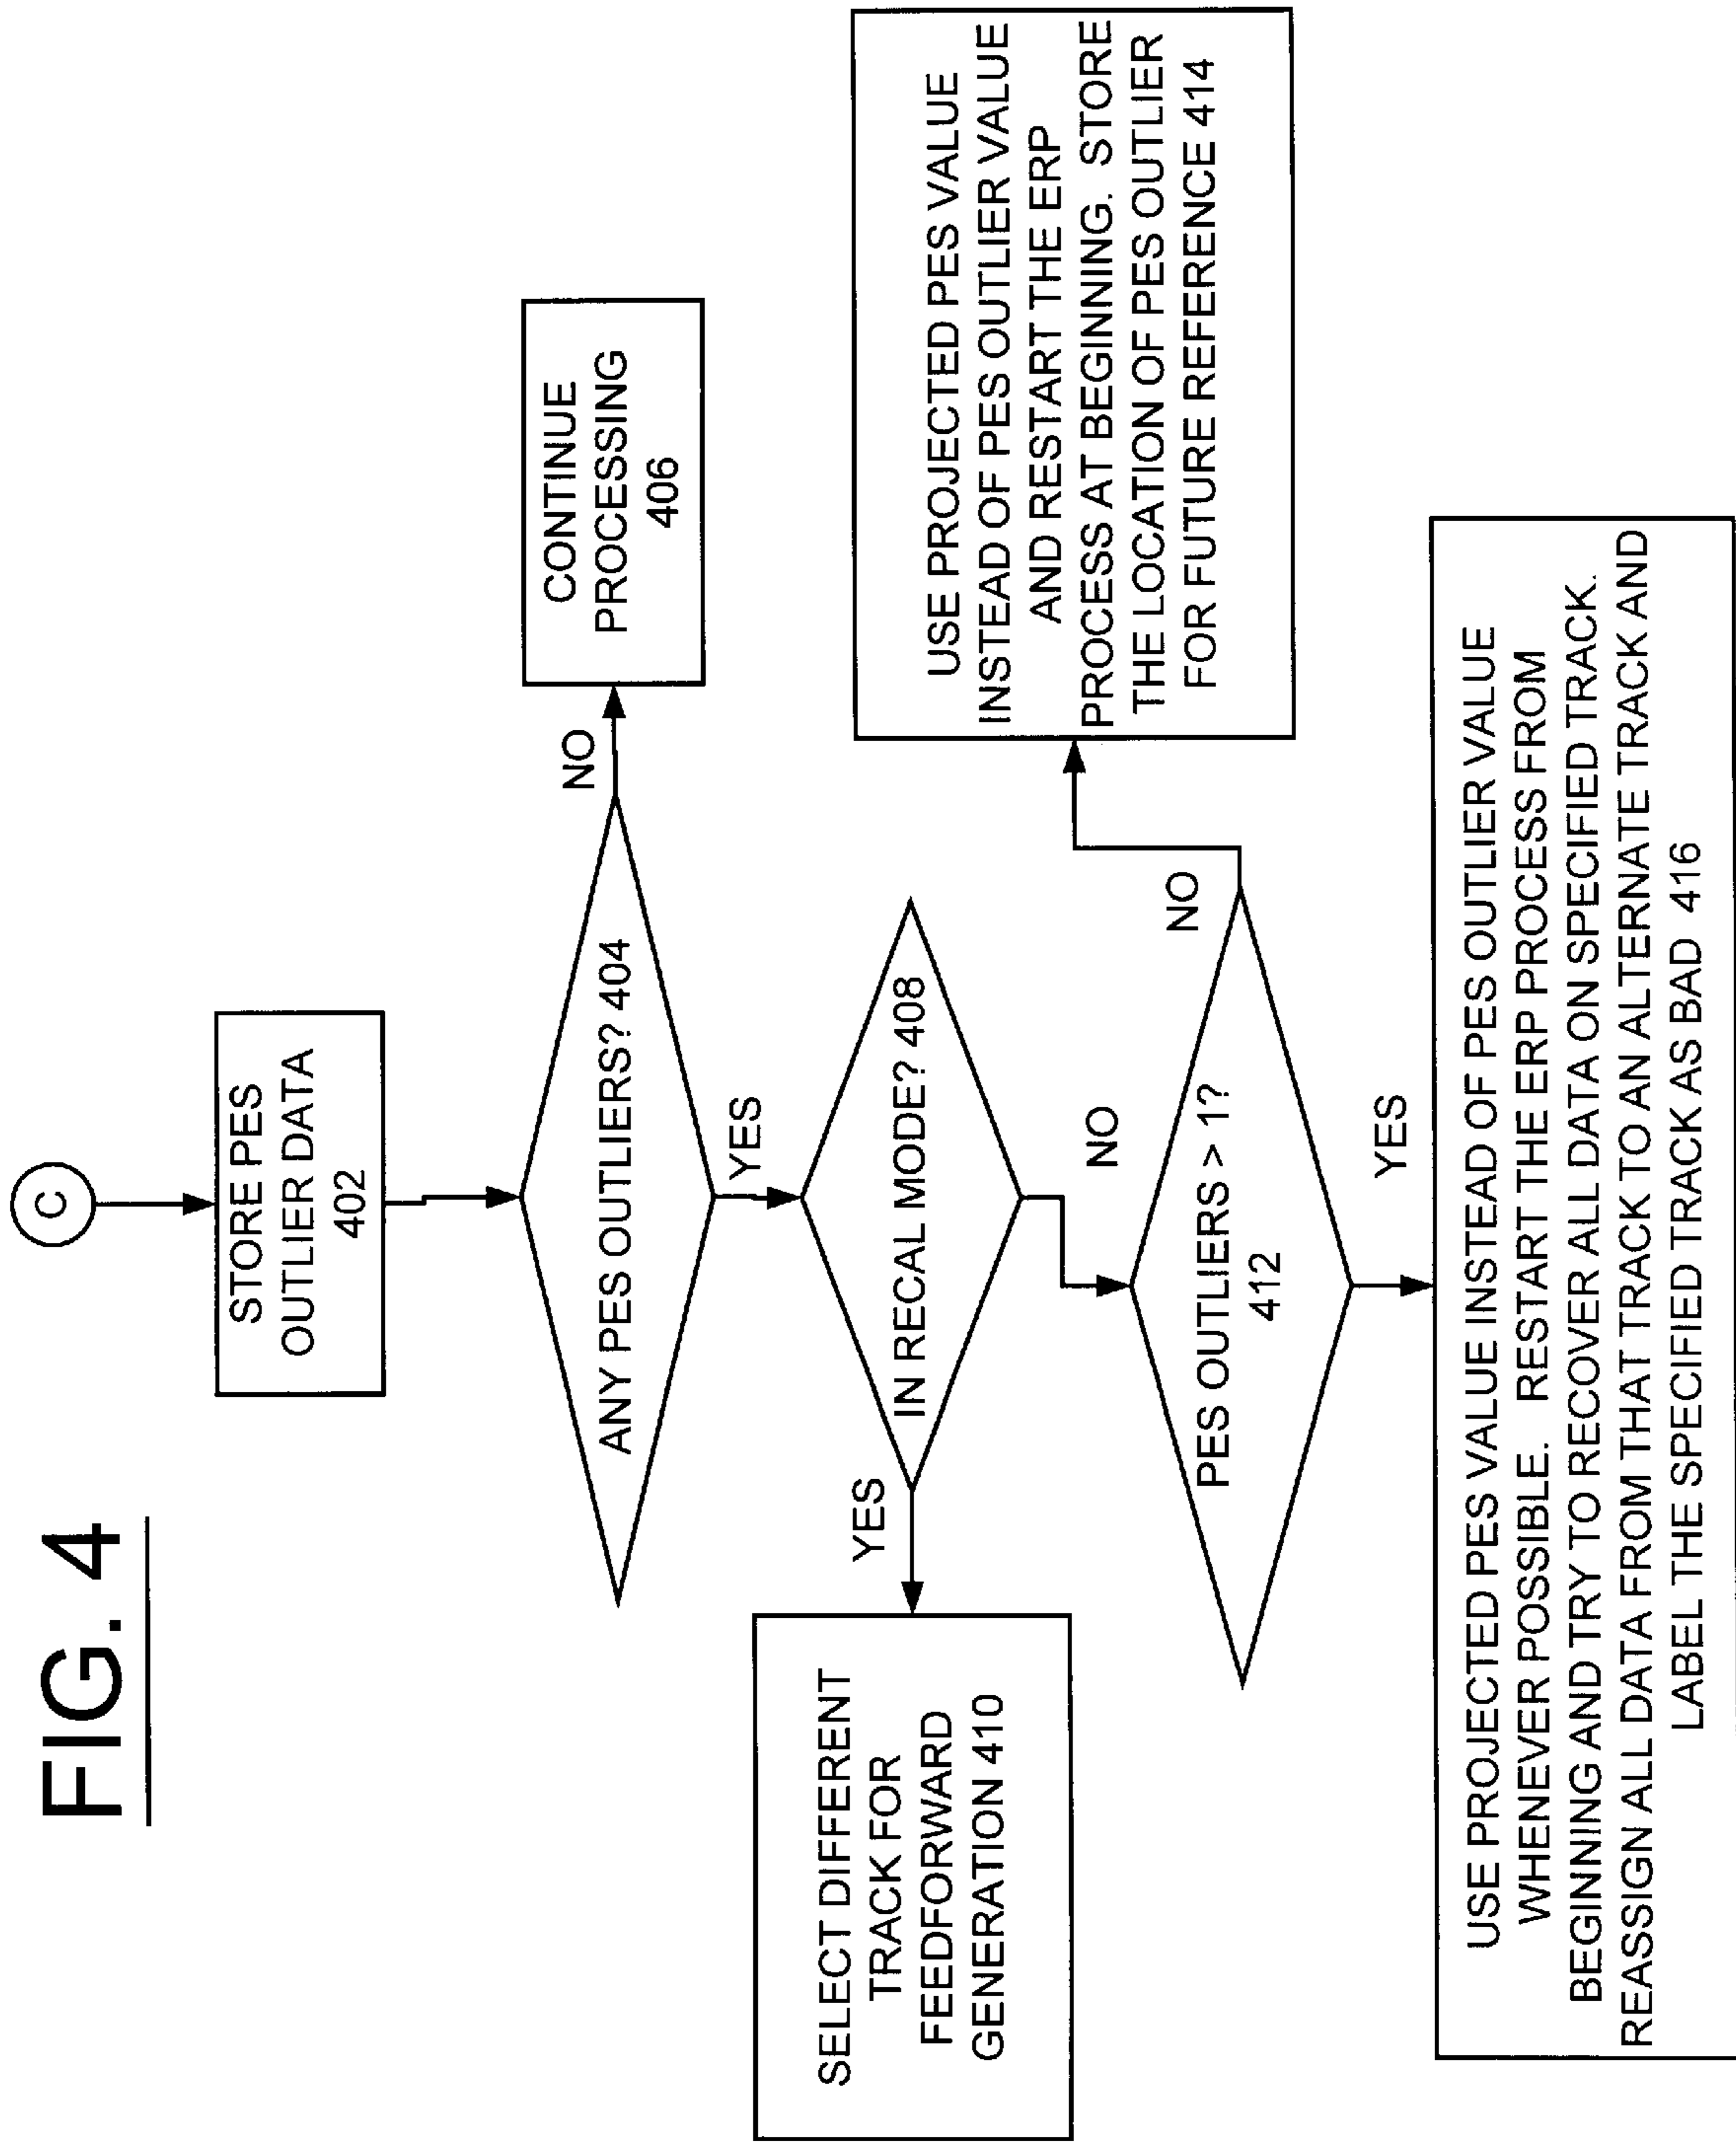 FIG. 4
C
STORE PES
OUTLIER DATA
402
ANY PES OUTLIERS? 404
NO
CONTINUE
PROCESSING
406
YES
IN RECAL MODE? 408
YES
SELECT DIFFERENT
TRACK FOR
FEEDFORWARD
GENERATION 410
NO
PES OUTLIERS > 1?
412
NO
USE PROJECTED PES VALUE
INSTEAD OF PES OUTLIER VALUE
AND RESTART THE ERP
PROCESS AT BEGINNING. STORE
THE LOCATION OF PES OUTLIER
FOR FUTURE REFERENCE 414
YES
USE PROJECTED PES VALUE INSTEAD OF PES OUTLIER VALUE
WHENEVER POSSIBLE. RESTART THE ERP PROCESS FROM
BEGINNING AND TRY TO RECOVER ALL DATA ON SPECIFIED TRACK.
REASSIGN ALL DATA FROM THAT TRACK TO AN ALTERNATE TRACK AND
LABEL THE SPECIFIED TRACK AS BAD 416